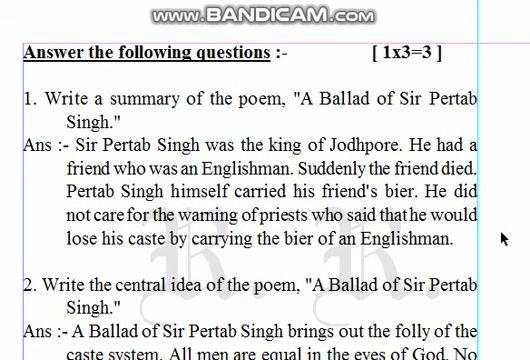 www.BANDICAM.com
Answer the following questions :- [ 1x3=3 ]
1. Write a summary of the poem, "A Ballad of Sir Pertab
Singh."
Ans :- Sir Pertab Singh was the king of Jodhpore. He had a
friend who was an Englishman. Suddenly the friend died.
Pertab Singh himself carried his friend's bier. He did
not care for the warning of priests who said that he would
lose his caste by carrying the bier of an Englishman.
2. Write the central idea of the poem, "A Ballad of Sir Pertab
Singh."
Ans :- A Ballad of Sir Pertab Singh brings out the folly of the
caste system. All men are equal in the eyes of God. No
R. R.